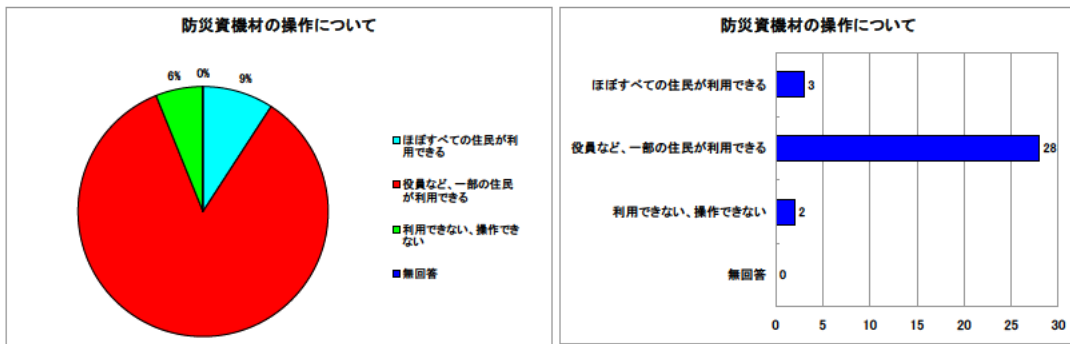 防災資機材の操作について
6%
0%
9%
ほぼすべての住民が利
用できる
役員など、一部の住民
が利用できる
利用できない、操作でき
ない
無回答
防災資機材の操作について
ほぼすべての住民が利用できる
3
役員など、一部の住民が利用できる
28
利用できない、操作できない
2
無回答
0
0 5 10 15 20 25 30